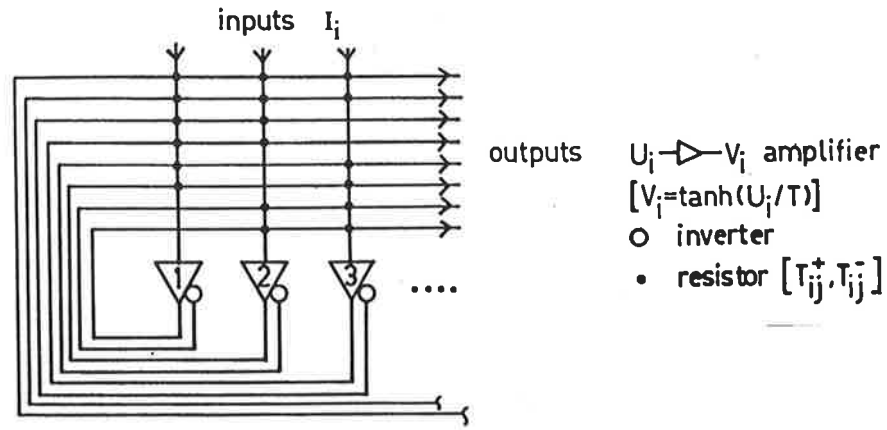 inputs I_i
outputs U_i V_i amplifier
[V_i=tanh(U_i/T)]
inverter
• resistor [T_ij^+, T_ij^-]
1 2 3 ....